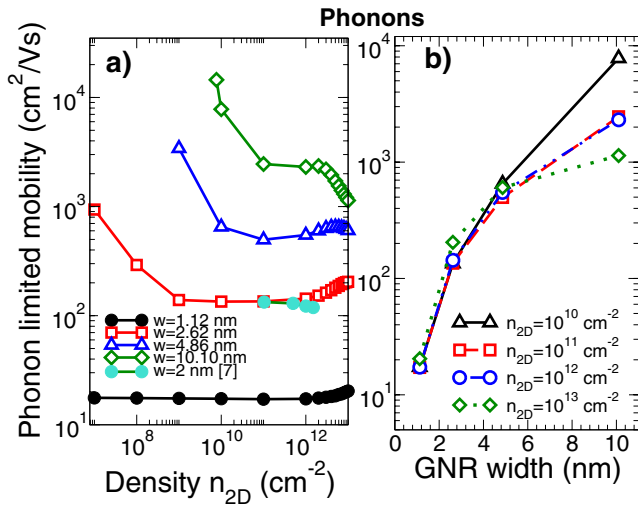 Phonons
a)
Phonon limited mobility (cm²/Vs)
10⁴
10³
10²
10¹
w=1.12 nm
w=2.62 nm
w=4.86 nm
w=10.10 nm
w=2 nm [7]
10⁸ 10¹⁰ 10¹²
Density n₂D (cm⁻²)
b)
10⁴
10³
10²
10¹
n₂D=10¹⁰ cm⁻²
n₂D=10¹¹ cm⁻²
n₂D=10¹² cm⁻²
n₂D=10¹³ cm⁻²
0 2 4 6 8 10
GNR width (nm)